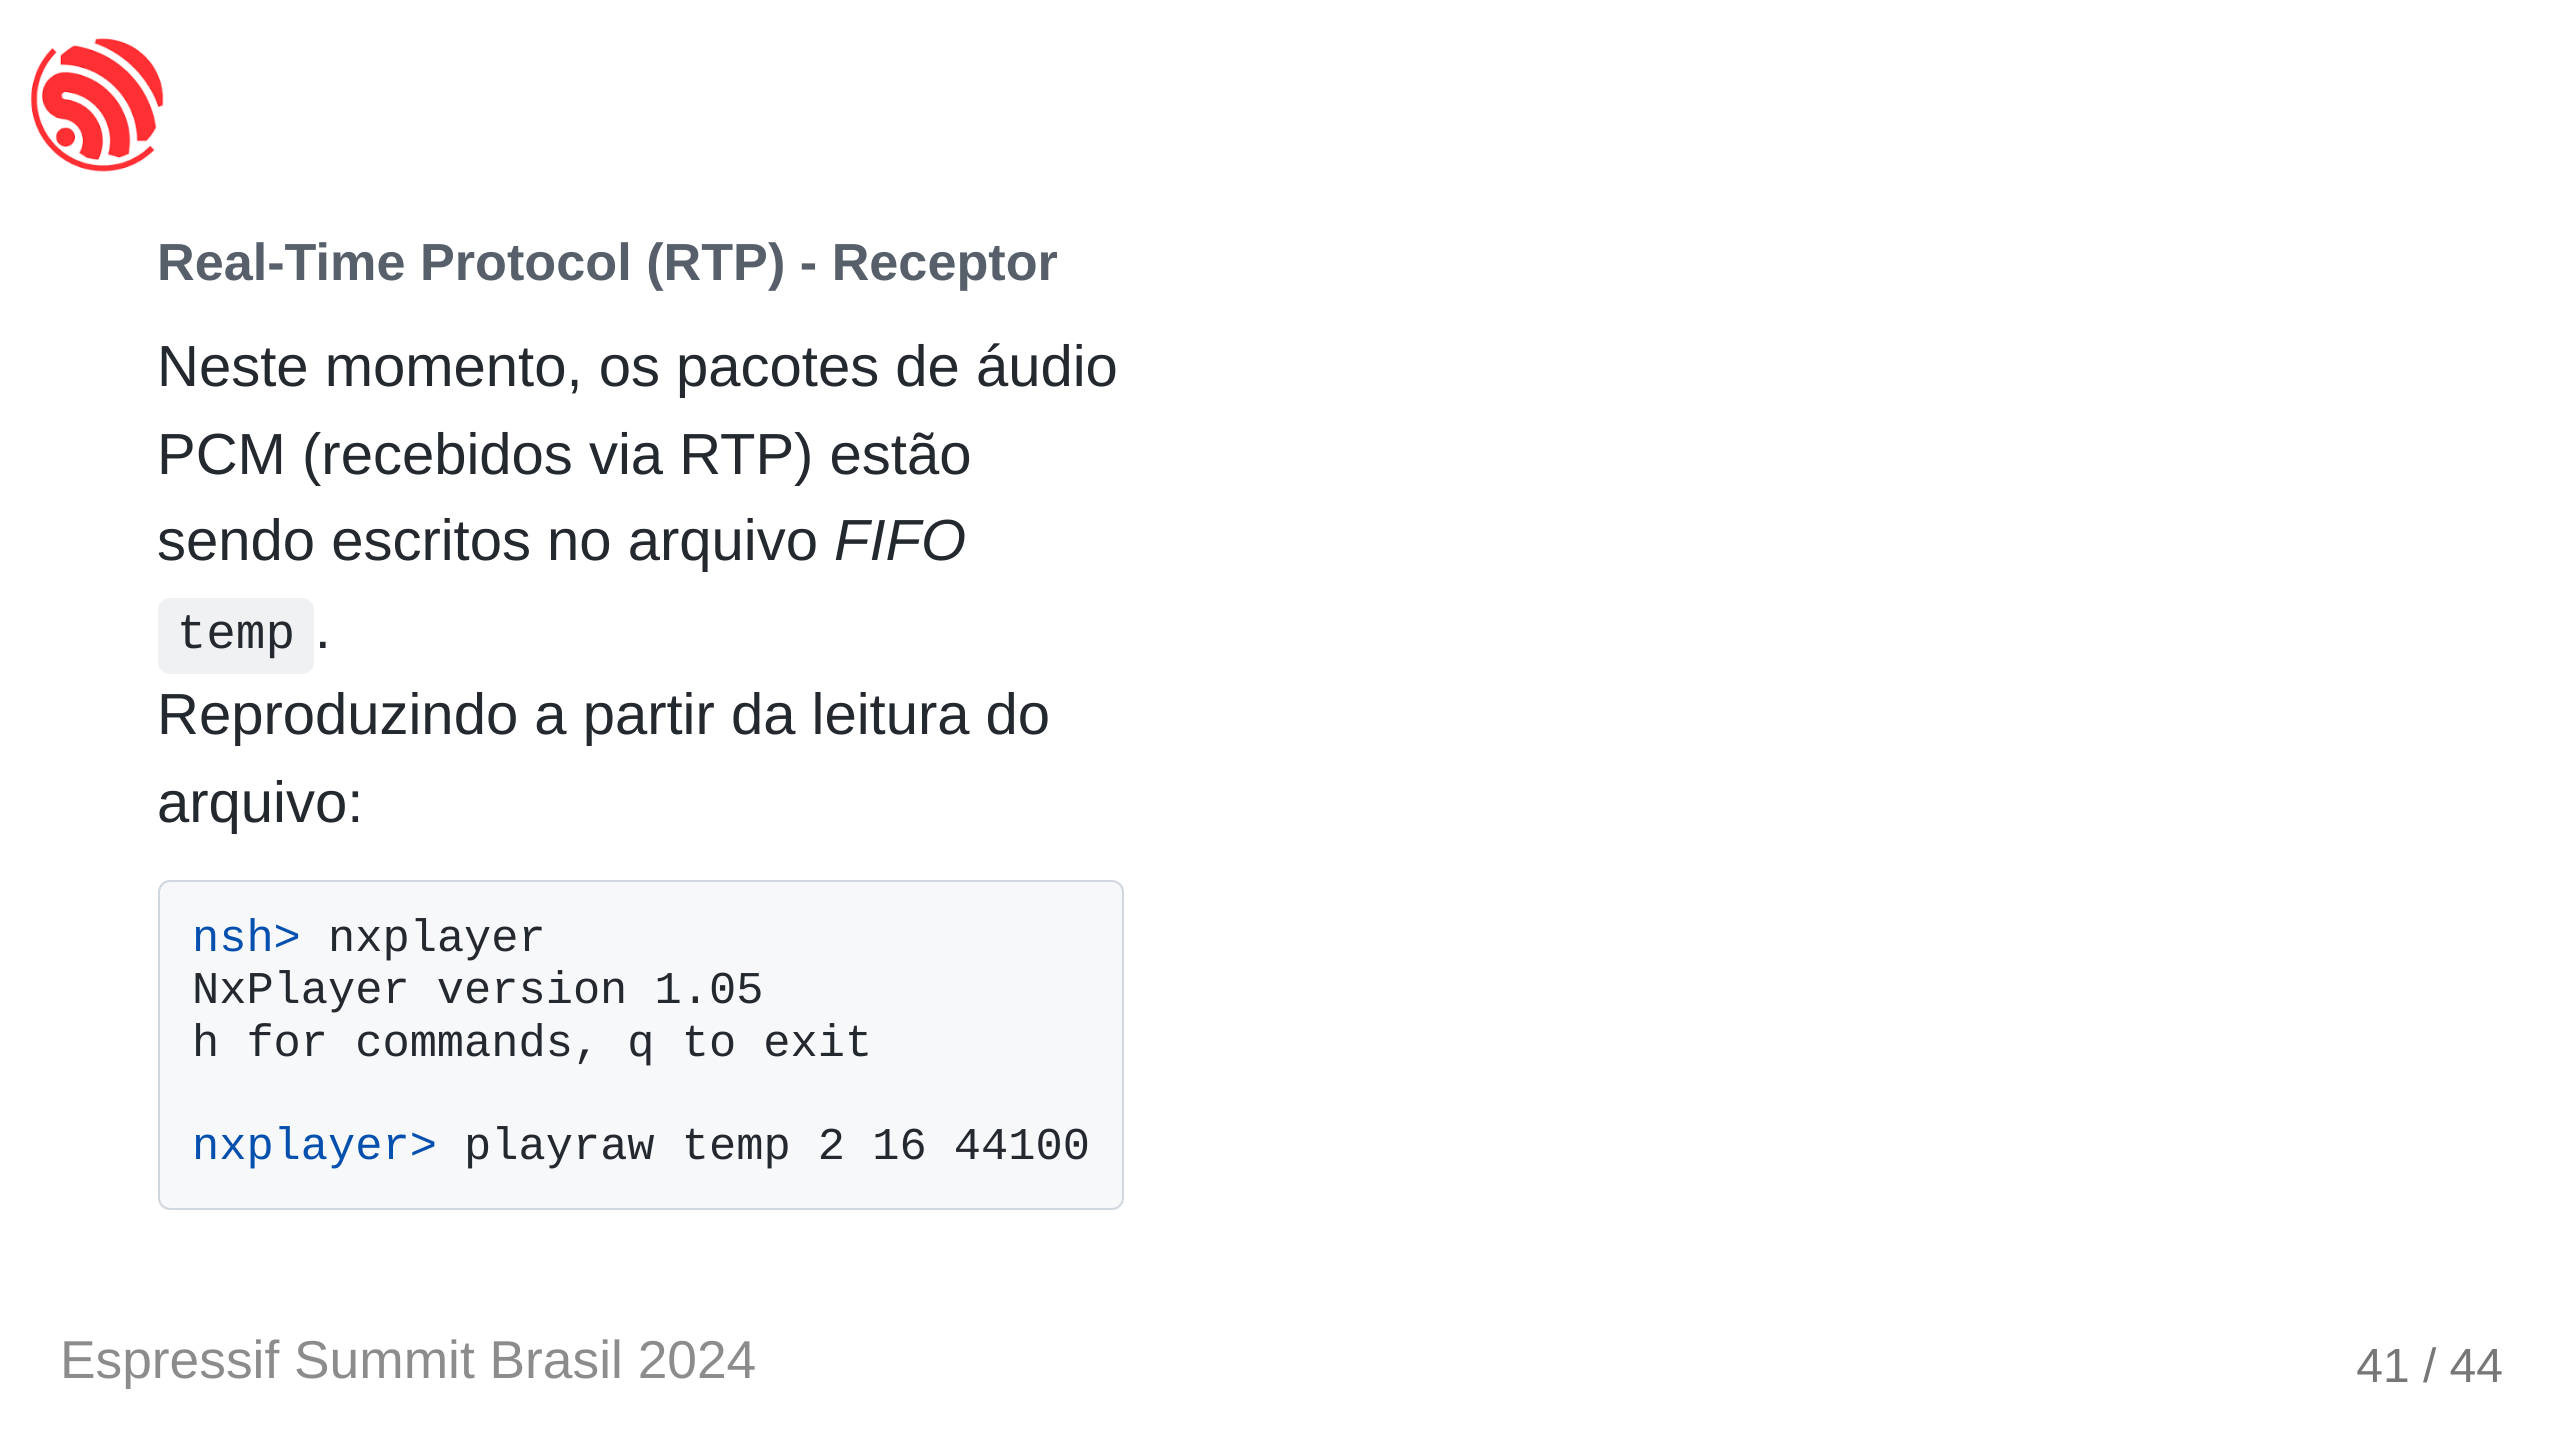 Real-Time Protocol (RTP) - Receptor
Neste momento, os pacotes de áudio
PCM (recebidos via RTP) estão
sendo escritos no arquivo FIFO
temp.
Reproduzindo a partir da leitura do
arquivo:
nsh> nxplayer
NxPlayer version 1.05
h for commands, q to exit
nxplayer> playraw temp 2 16 44100
Espressif Summit Brasil 2024
41 / 44